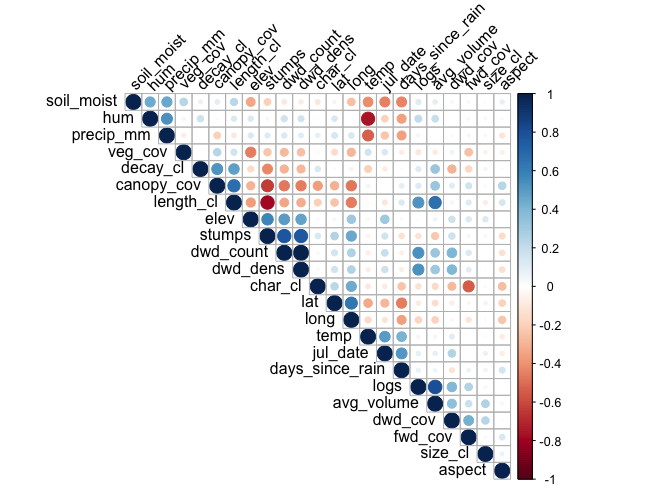 soil_moist
hum
precip_mm
veg_cov
decay_cl
canopy_cov
length_cl
elev
stumps
dwd_count
dwd_dens
char_cl
lat
long
temp
jul_date
days_since_rain
logs
avg_volume
dwd_cov
fwd_cov
size_cl
aspect
soil_moist
hum
precip_mm
veg_cov
decay_cl
canopy_cov
length_cl
elev
stumps
dwd_count
dwd_dens
char_cl
lat
long
temp
jul_date
days_since_rain
logs
avg_volume
dwd_cov
fwd_cov
size_cl
aspect
1
0.8
0.6
0.4
0.2
0
-0.2
-0.4
-0.6
-0.8
-1